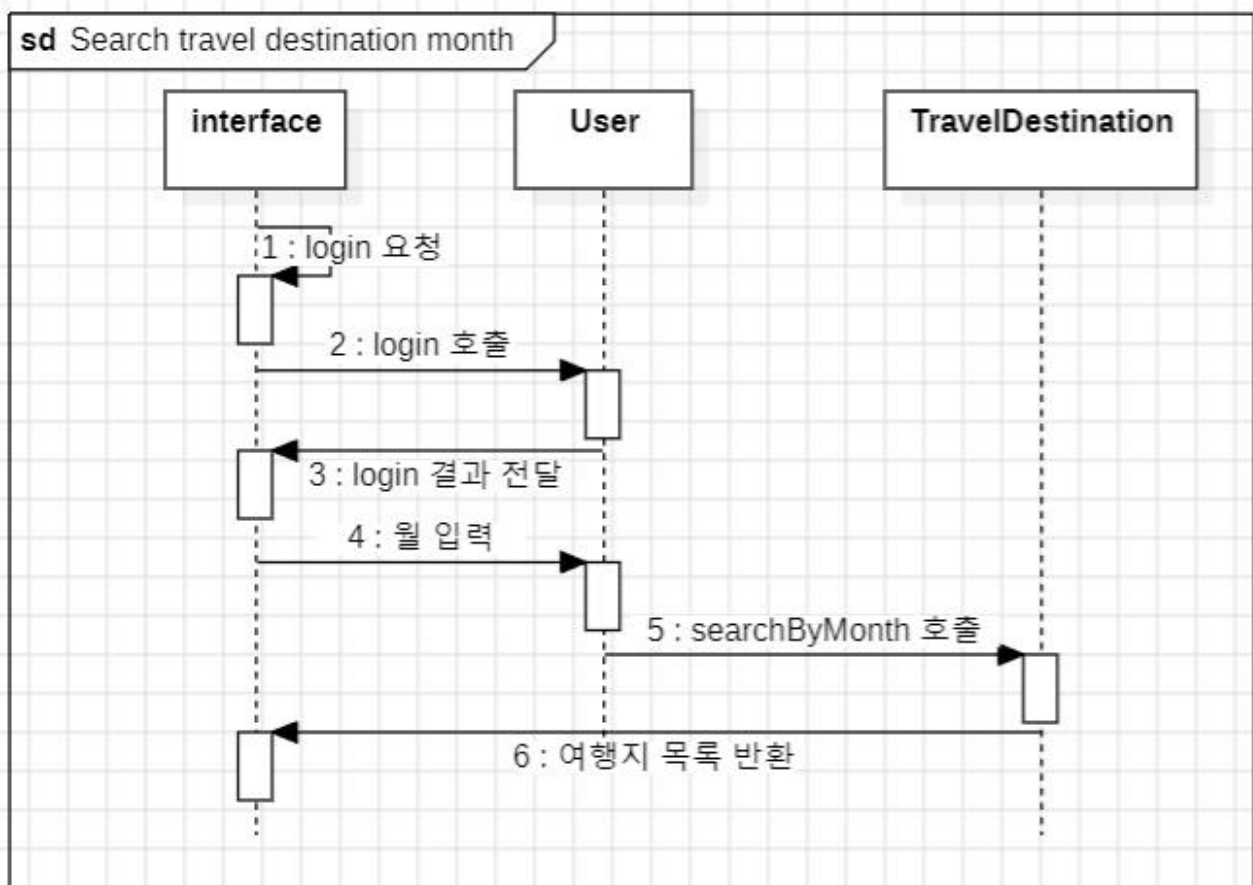 sd Search travel destination month
interface
User
TravelDestination
1 : login 요청
2 : login 호출
3 : login 결과 전달
4 : 월 입력
5 : searchByMonth 호출
6 : 여행지 목록 반환